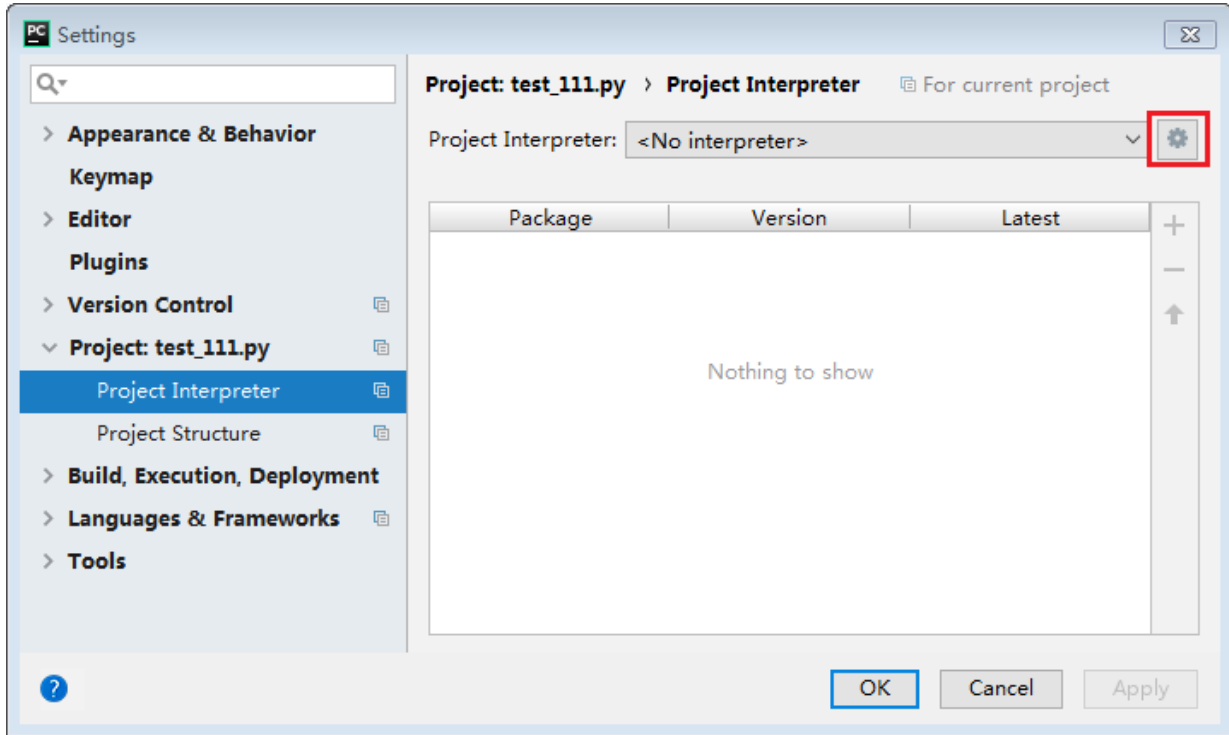 PC Settings
Appearance & Behavior
Keymap
Editor
Plugins
Version Control
Project: test_111.py
Project Interpreter
Project Structure
Build, Execution, Deployment
Languages & Frameworks
Tools
Project: test_111.py › Project Interpreter For current project
Project Interpreter: <No interpreter>
Package Version Latest
Nothing to show
?
OK Cancel Apply